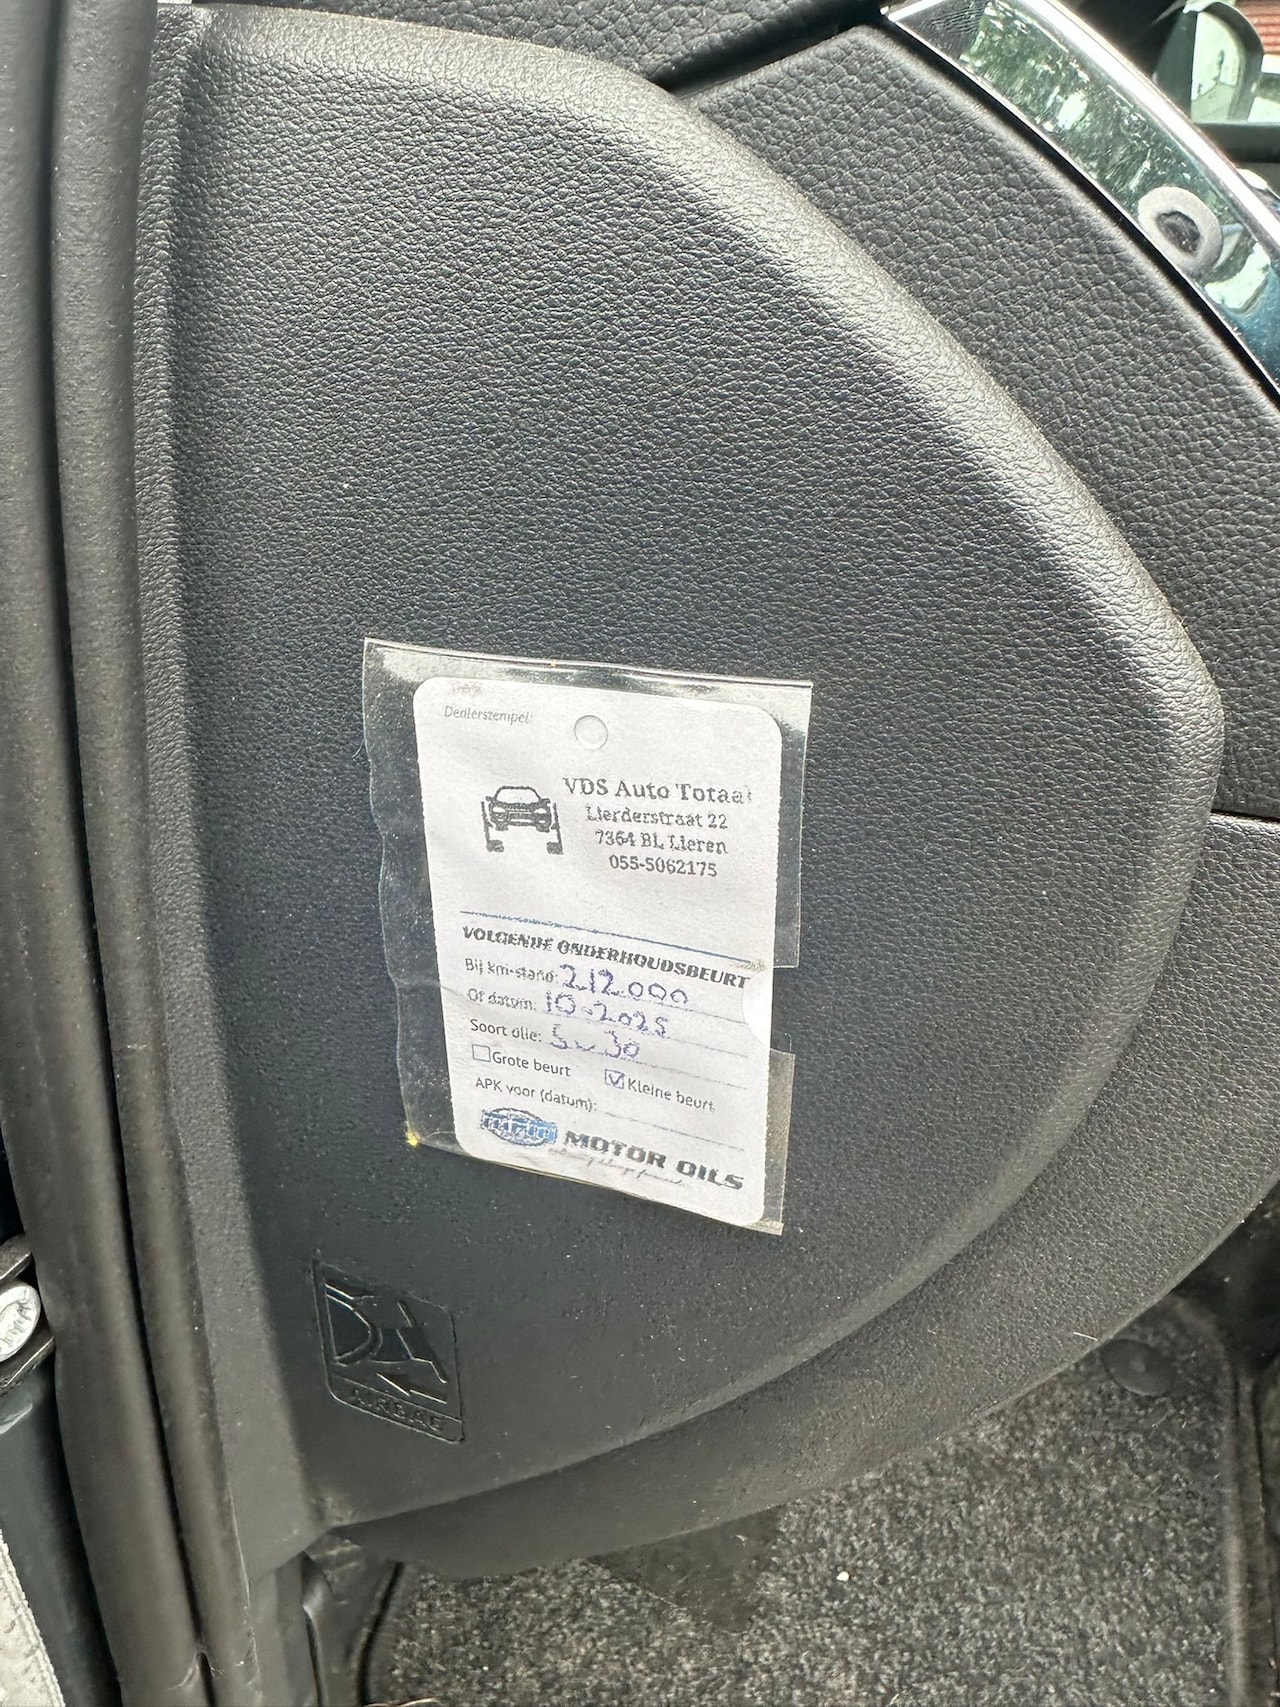 Dealerstempel:
VDS Auto Totaal
Lierderstraat 22
7364 BL Lieren
055-5062175
VOLGENDE ONDERHOUDSBEURT
Bij km-stand: 212.000
Of datum: 10-2025
Soort olie: 5w30
Grote beurt
Kleine beurt
APK voor (datum):
MOTOR OILS
AIRBAG